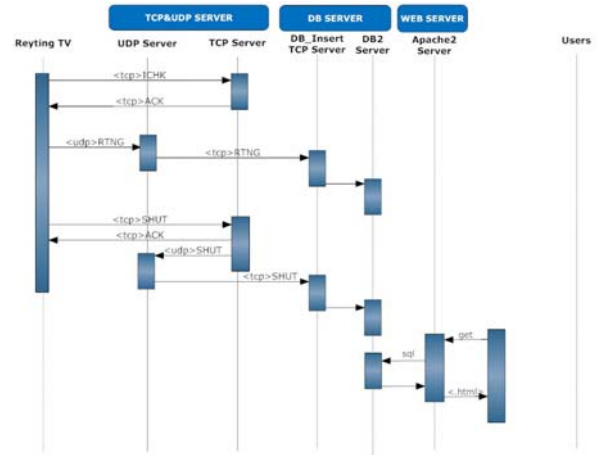 TCP&UDP SERVER
DB SERVER
WEB SERVER
Reyting TV
UDP Server
TCP Server
DB_Insert
TCP Server
DB2
Server
Apache2
Server
Users
<tcp>ICHK
<tcp>ACK
<udp>RTNG
<tcp>RTNG
<tcp>SHUT
<tcp>ACK
<udp>SHUT
<tcp>SHUT
get
sql
<.html>